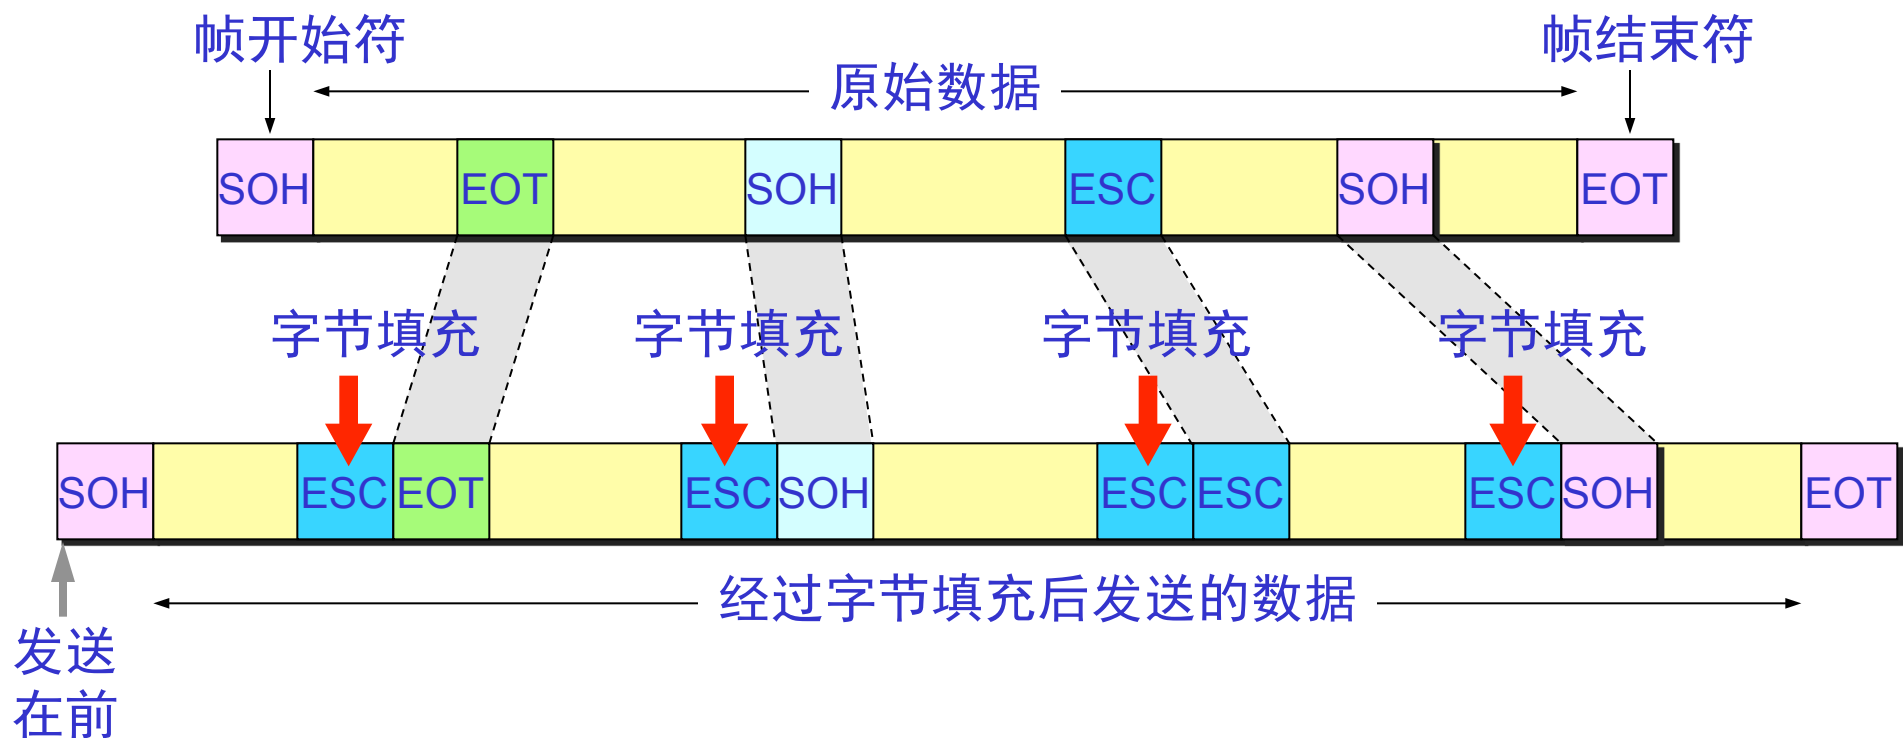 帧开始符
帧结束符
原始数据
SOH EOT SOH ESC SOH EOT
字节填充 字节填充 字节填充 字节填充
SOH ESC EOT ESC SOH ESC ESC ESC SOH EOT
经过字节填充后发送的数据
发送
在前